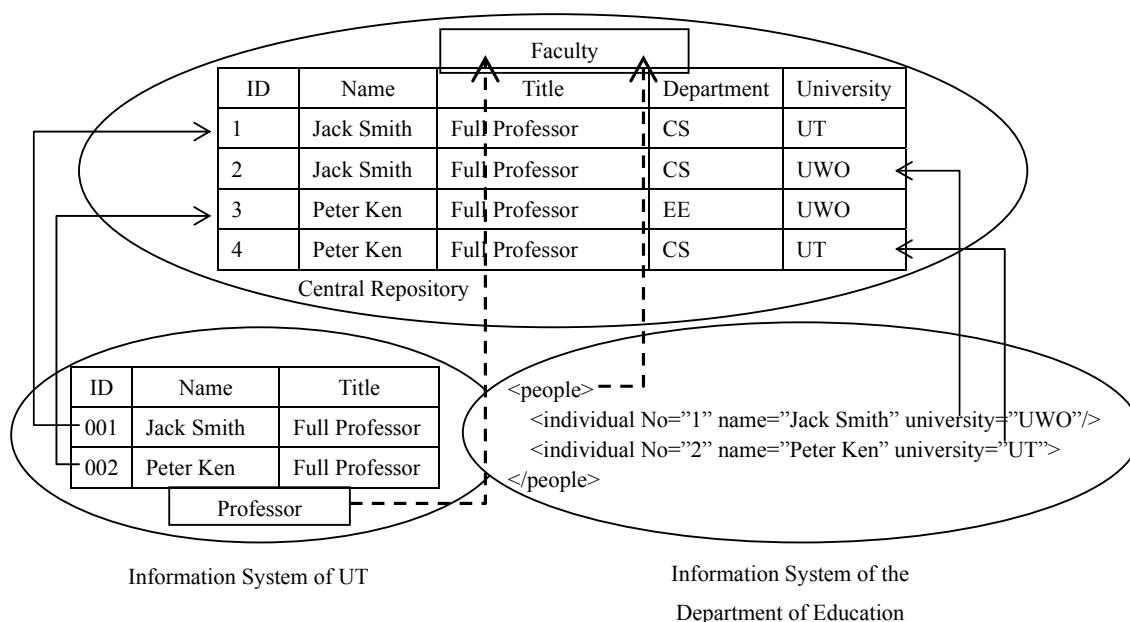 Faculty
ID Name Title Department University
1 Jack Smith Full Professor CS UT
2 Jack Smith Full Professor CS UWO
3 Peter Ken Full Professor EE UWO
4 Peter Ken Full Professor CS UT
Central Repository
ID Name Title
001 Jack Smith Full Professor
002 Peter Ken Full Professor
Professor
<people>
<individual No=”1” name=”Jack Smith” university=”UWO”/>
<individual No=”2” name=”Peter Ken” university=”UT”>
</people>
Information System of UT
Information System of the
Department of Education